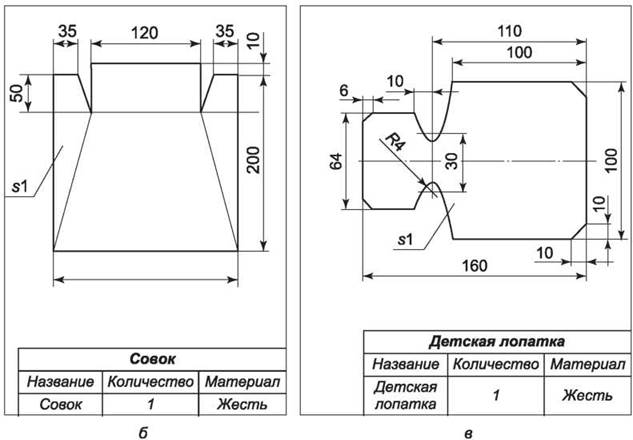 35
120
35
10
50
200
s1
Совок
Название Количество Материал
Совок 1 Жесть
б
110
100
6
10
64
R4
30
100
10
s1
10
160
Детская лопатка
Название Количество Материал
Детская
лопатка 1 Жесть
в